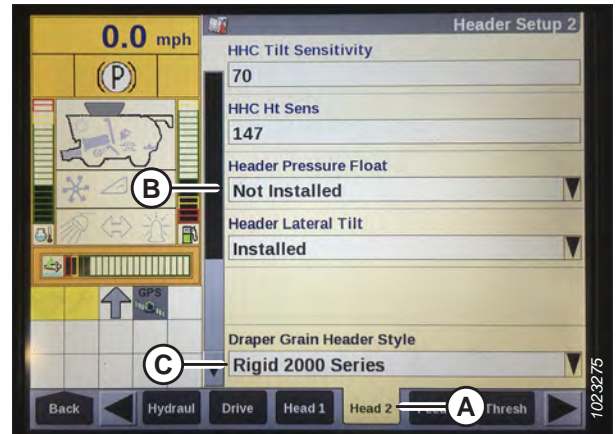 0.0 mph
Header Setup 2
(P)
HHC Tilt Sensitivity
70
HHC Ht Sens
147
Header Pressure Float
B
Not Installed
Header Lateral Tilt
Installed
GPS
Draper Grain Header Style
C
Rigid 2000 Series
Back
Hydraul
Drive
Head 1
Head 2
A
Thresh
1023275